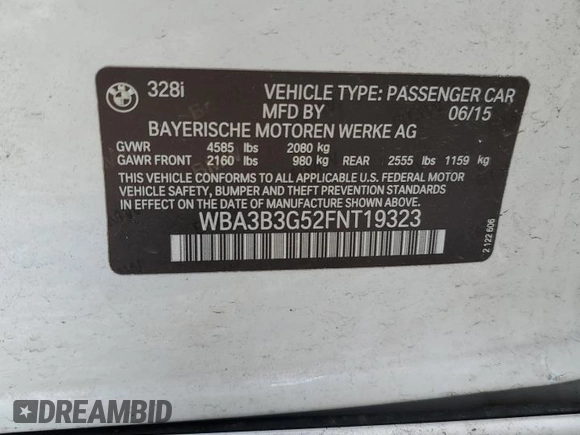 328i VEHICLE TYPE: PASSENGER CAR
MFD BY 06/15
BAYERISCHE MOTOREN WERKE AG
GVWR 4585 lbs 2080 kg
GAWR FRONT 2160 lbs 980 kg REAR 2555 lbs 1159 kg
THIS VEHICLE CONFORMS TO ALL APPLICABLE U.S. FEDERAL MOTOR
VEHICLE SAFETY, BUMPER AND THEFT PREVENTION STANDARDS
IN EFFECT ON THE DATE OF MANUFACTURE SHOWN ABOVE.
WBA3B3G52FNT19323
2 122 606
DREAMBID